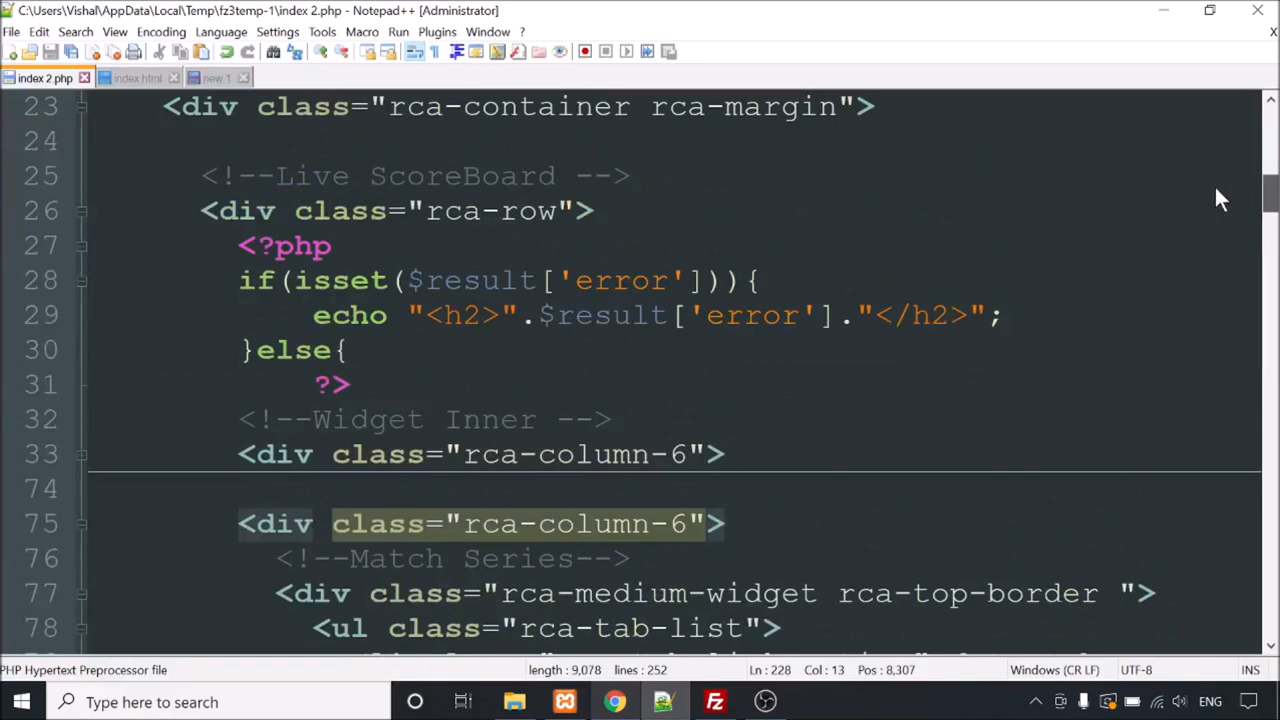 C:\Users\Vishal\AppData\Local\Temp\fz3temp-1\index 2.php - Notepad++ [Administrator]
File Edit Search View Encoding Language Settings Tools Macro Run Plugins Window ? X
index 2.php index.html new 1
23 <div class="rca-container rca-margin">
24
25 <!--Live ScoreBoard -->
26 <div class="rca-row">
27 <?php
28 if(isset($result['error'])){
29 echo "<h2>".$result['error']."</h2>";
30 }else{
31 ?>
32 <!--Widget Inner -->
33 <div class="rca-column-6">
74
75 <div class="rca-column-6">
76 <!--Match Series-->
77 <div class="rca-medium-widget rca-top-border ">
78 <ul class="rca-tab-list">
PHP Hypertext Preprocessor file length : 9,078 lines : 252 Ln : 228 Col : 13 Pos : 8,307 Windows (CR LF) UTF-8 INS
Type here to search ENG